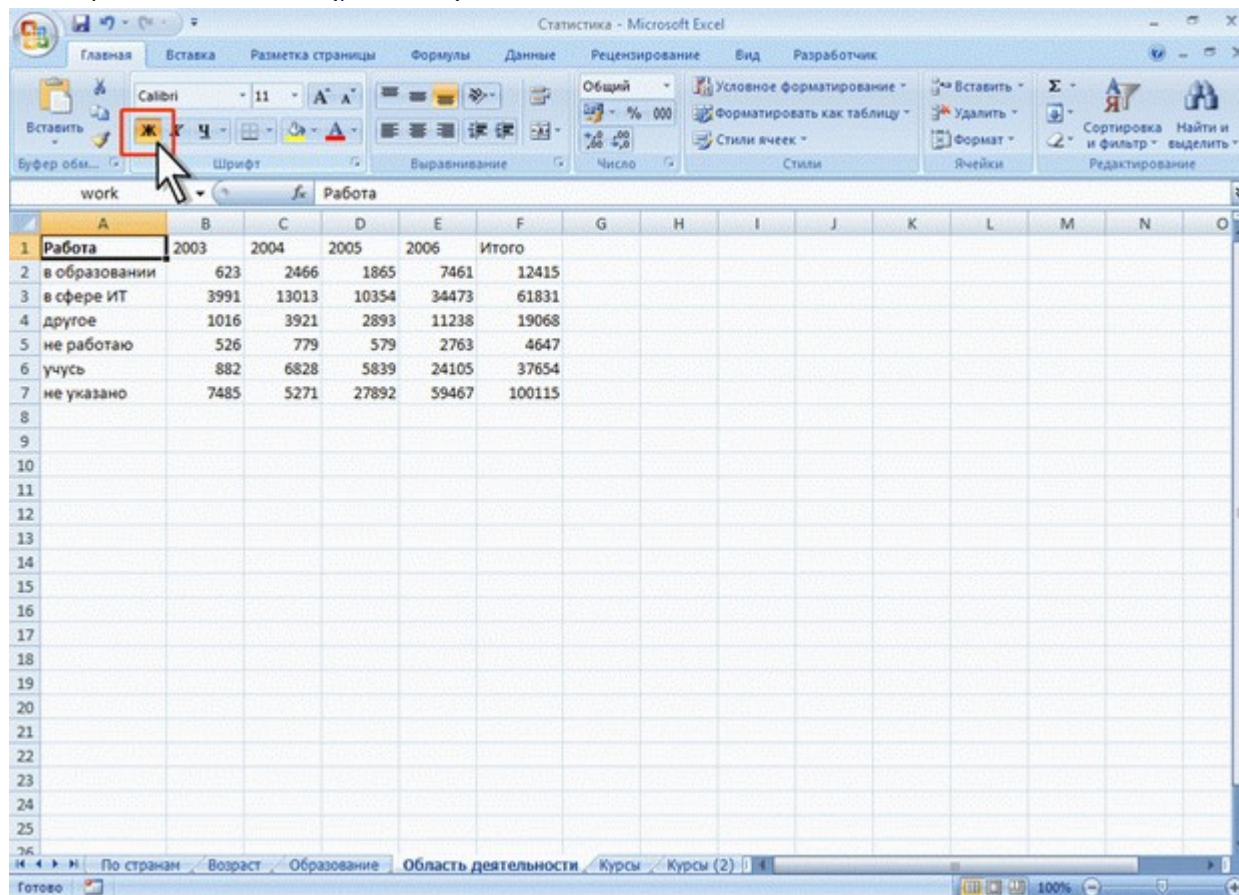 Статистика - Microsoft Excel
Главная Вставка Разметка страницы Формулы Данные Рецензирование Вид Разработчик
Вставить
Calibri 11
Ж К Ч
Общий
% 000
Условное форматирование
Форматировать как таблицу
Стили ячеек
Вставить
Удалить
Формат
Σ
Сортировка и фильтр
Найти и выделить
Буфер обм... Шрифт Выравнивание Число Стили Ячейки Редактирование
work fx Работа
A B C D E F G H I J K L M N O
1 Работа 2003 2004 2005 2006 Итого
2 в образовании 623 2466 1865 7461 12415
3 в сфере ИТ 3991 13013 10354 34473 61831
4 другое 1016 3921 2893 11238 19068
5 не работаю 526 779 579 2763 4647
6 учусь 882 6828 5839 24105 37654
7 не указано 7485 5271 27892 59467 100115
8
9
10
11
12
13
14
15
16
17
18
19
20
21
22
23
24
25
26
По странам Возраст Образование Область деятельности Курсы Курсы (2)
Готово 100%